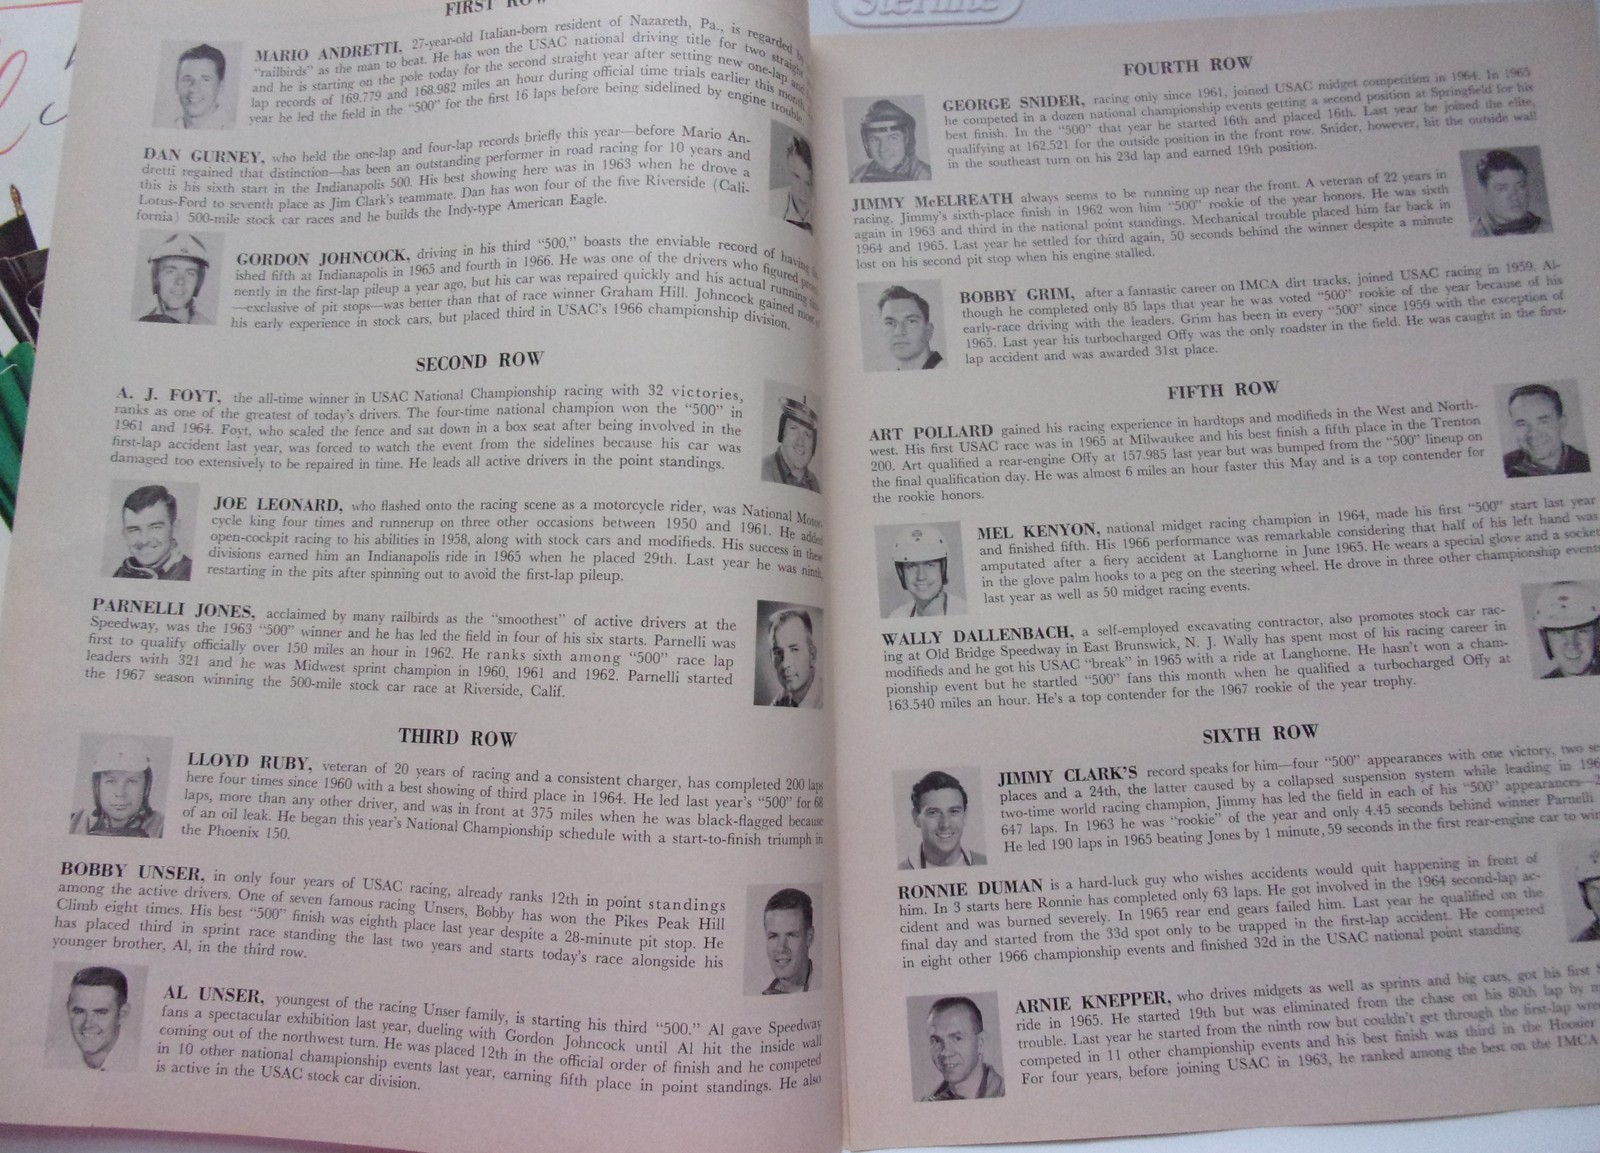 Sterilite
FIRST ROW
MARIO ANDRETTI, 27-year-old Italian-born resident of Nazareth, Pa., is regarded by
"railbirds" as the man to beat. He has won the USAC national driving title for two straight
and he is starting on the pole today for the second straight year after setting new one-lap and
lap records of 169.779 and 168.982 miles an hour during official time trials earlier this month.
year he led the field in the "500" for the first 16 laps before being sidelined by engine trouble.
DAN GURNEY, who held the one-lap and four-lap records briefly this year—before Mario An-
dretti regained that distinction—has been an outstanding performer in road racing for 10 years and
this is his sixth start in the Indianapolis 500. His best showing here was in 1963 when he drove a
Lotus-Ford to seventh place as Jim Clark's teammate. Dan has won four of the five Riverside (Cali-
fornia) 500-mile stock car races and he builds the Indy-type American Eagle.
GORDON JOHNCOCK, driving in his third "500," boasts the enviable record of having
ished fifth at Indianapolis in 1965 and fourth in 1966. He was one of the drivers who figured
nently in the first-lap pileup a year ago, but his car was repaired quickly and his actual running
—exclusive of pit stops—was better than that of race winner Graham Hill. Johncock gained most
his early experience in stock cars, but placed third in USAC's 1966 championship division.
SECOND ROW
A. J. FOYT, the all-time winner in USAC National Championship racing with 32 victories,
ranks as one of the greatest of today's drivers. The four-time national champion won the "500" in
1961 and 1964. Foyt, who scaled the fence and sat down in a box seat after being involved in the
first-lap accident last year, was forced to watch the event from the sidelines because his car was
damaged too extensively to be repaired in time. He leads all active drivers in the point standings.
JOE LEONARD, who flashed onto the racing scene as a motorcycle rider, was National Motor-
cycle king four times and runnerup on three other occasions between 1950 and 1961. He added
open-cockpit racing to his abilities in 1958, along with stock cars and modifieds. His success in these
divisions earned him an Indianapolis ride in 1965 when he placed 29th. Last year he was ninth,
restarting in the pits after spinning out to avoid the first-lap pileup.
PARNELLI JONES, acclaimed by many railbirds as the "smoothest" of active drivers at the
Speedway, was the 1963 "500" winner and he has led the field in four of his six starts. Parnelli was
first to qualify officially over 150 miles an hour in 1962. He ranks sixth among "500" race lap
leaders with 321 and he was Midwest sprint champion in 1960, 1961 and 1962. Parnelli started
the 1967 season winning the 500-mile stock car race at Riverside, Calif.
THIRD ROW
LLOYD RUBY, veteran of 20 years of racing and a consistent charger, has completed 200 laps
here four times since 1960 with a best showing of third place in 1964. He led last year's "500" for 68
laps, more than any other driver, and was in front at 375 miles when he was black-flagged because
of an oil leak. He began this year's National Championship schedule with a start-to-finish triumph in
the Phoenix 150.
BOBBY UNSER, in only four years of USAC racing, already ranks 12th in point standings
among the active drivers. One of seven famous racing Unsers, Bobby has won the Pikes Peak Hill
Climb eight times. His best "500" finish was eighth place last year despite a 28-minute pit stop. He
has placed third in sprint race standing the last two years and starts today's race alongside his
younger brother, Al, in the third row.
AL UNSER, youngest of the racing Unser family, is starting his third "500." Al gave Speedway
fans a spectacular exhibition last year, dueling with Gordon Johncock until Al hit the inside wall
coming out of the northwest turn. He was placed 12th in the official order of finish and he competed
in 10 other national championship events last year, earning fifth place in point standings. He also
is active in the USAC stock car division.
FOURTH ROW
GEORGE SNIDER, racing only since 1961, joined USAC midget competition in 1964. In 1965
he competed in a dozen national championship events getting a second position at Springfield for his
best finish. In the "500" that year he started 16th and placed 16th. Last year he joined the elite,
qualifying at 162.521 for the outside position in the front row. Snider, however, hit the outside wall
in the southeast turn on his 23d lap and earned 19th position.
JIMMY McELREATH always seems to be running up near the front. A veteran of 22 years in
racing, Jimmy's sixth-place finish in 1962 won him "500" rookie of the year honors. He was sixth
again in 1963 and third in the national point standings. Mechanical trouble placed him far back in
1964 and 1965. Last year he settled for third again, 50 seconds behind the winner despite a minute
lost on his second pit stop when his engine stalled.
BOBBY GRIM, after a fantastic career on IMCA dirt tracks, joined USAC racing in 1959. Al-
though he completed only 85 laps that year he was voted "500" rookie of the year because of his
early-race driving with the leaders. Grim has been in every "500" since 1959 with the exception of
1965. Last year his turbocharged Offy was the only roadster in the field. He was caught in the first-
lap accident and was awarded 31st place.
FIFTH ROW
ART POLLARD gained his racing experience in hardtops and modifieds in the West and North-
west. His first USAC race was in 1965 at Milwaukee and his best finish a fifth place in the Trenton
200. Art qualified a rear-engine Offy at 157.985 last year but was bumped from the "500" lineup on
the final qualification day. He was almost 6 miles an hour faster this May and is a top contender for
the rookie honors.
MEL KENYON, national midget racing champion in 1964, made his first "500" start last year
and finished fifth. His 1966 performance was remarkable considering that half of his left hand was
amputated after a fiery accident at Langhorne in June 1965. He wears a special glove and a socket
in the glove palm hooks to a peg on the steering wheel. He drove in three other championship events
last year as well as 50 midget racing events.
WALLY DALLENBACH, a self-employed excavating contractor, also promotes stock car rac-
ing at Old Bridge Speedway in East Brunswick, N. J. Wally has spent most of his racing career in
modifieds and he got his USAC "break" in 1965 with a ride at Langhorne. He hasn't won a cham-
pionship event but he startled "500" fans this month when he qualified a turbocharged Offy at
163.540 miles an hour. He's a top contender for the 1967 rookie of the year trophy.
SIXTH ROW
JIMMY CLARK'S record speaks for him—four "500" appearances with one victory, two
places and a 24th, the latter caused by a collapsed suspension system while leading in
two-time world racing champion, Jimmy has led the field in each of his "500" appearances—
647 laps. In 1963 he was "rookie" of the year and only 4.45 seconds behind winner Parnelli
He led 190 laps in 1965 beating Jones by 1 minute, 59 seconds in the first rear-engine car to win
RONNIE DUMAN is a hard-luck guy who wishes accidents would quit happening in front of
him. In 3 starts here Ronnie has completed only 63 laps. He got involved in the 1964 second-lap ac-
cident and was burned severely. In 1965 rear end gears failed him. Last year he qualified on the
final day and started from the 33d spot only to be trapped in the first-lap accident. He competed
in eight other 1966 championship events and finished 32d in the USAC national point standing.
ARNIE KNEPPER, who drives midgets as well as sprints and big cars, got his first
ride in 1965. He started 19th but was eliminated from the chase on his 80th lap by
trouble. Last year he started from the ninth row but couldn't get through the first-lap
competed in 11 other championship events and his best finish was third in the Hoosier
For four years, before joining USAC in 1963, he ranked among the best on the IMCA